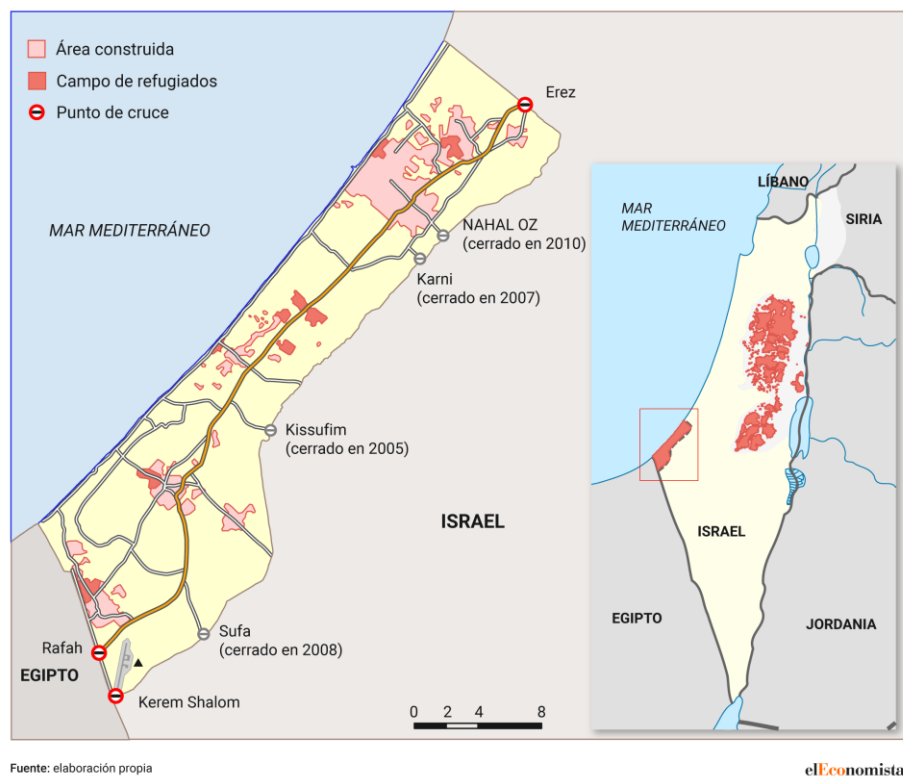 Área construida
Campo de refugiados
Punto de cruce
Erez
MAR MEDITERRÁNEO
NAHAL OZ
(cerrado en 2010)
Karni
(cerrado en 2007)
Kissufim
(cerrado en 2005)
ISRAEL
Sufa
(cerrado en 2008)
Rafah
EGIPTO
Kerem Shalom
0 2 4 8
LÍBANO
MAR
MEDITERRÁNEO
SIRIA
ISRAEL
EGIPTO
JORDANIA
Fuente: elaboración propia
elEconomista